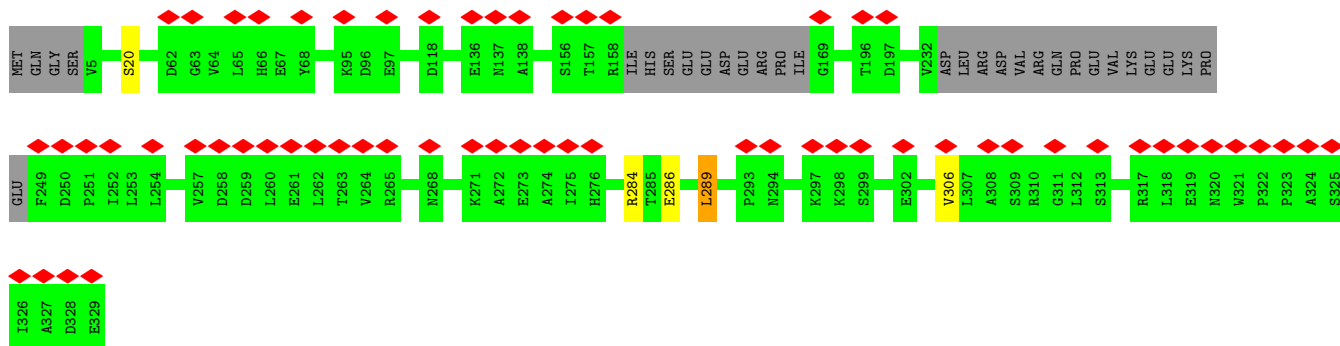 MET GLN GLY SER V5 S20 D62 G63 V64 L65 H66 E67 Y68 K95 D96 E97 D118 E136 N137 A138 S156 T157 R158 ILE HIS SER GLU GLU ASP GLU ARG PRO ILE G169 T196 D197 V232 ASP LEU ARG ASP VAL ARG GLN PRO GLU VAL LYS GLU GLU LYS PRO
GLU F249 D250 P251 I252 L253 L254 V257 D258 D259 L260 E261 L262 T263 V264 R265 N268 K271 A272 E273 A274 I275 H276 R284 T285 E286 L289 P293 N294 K297 K298 S299 E302 V306 L307 A308 S309 R310 G311 L312 S313 R317 L318 E319 N320 W321 P322 P323 A324 S325
I326 A327 D328 E329